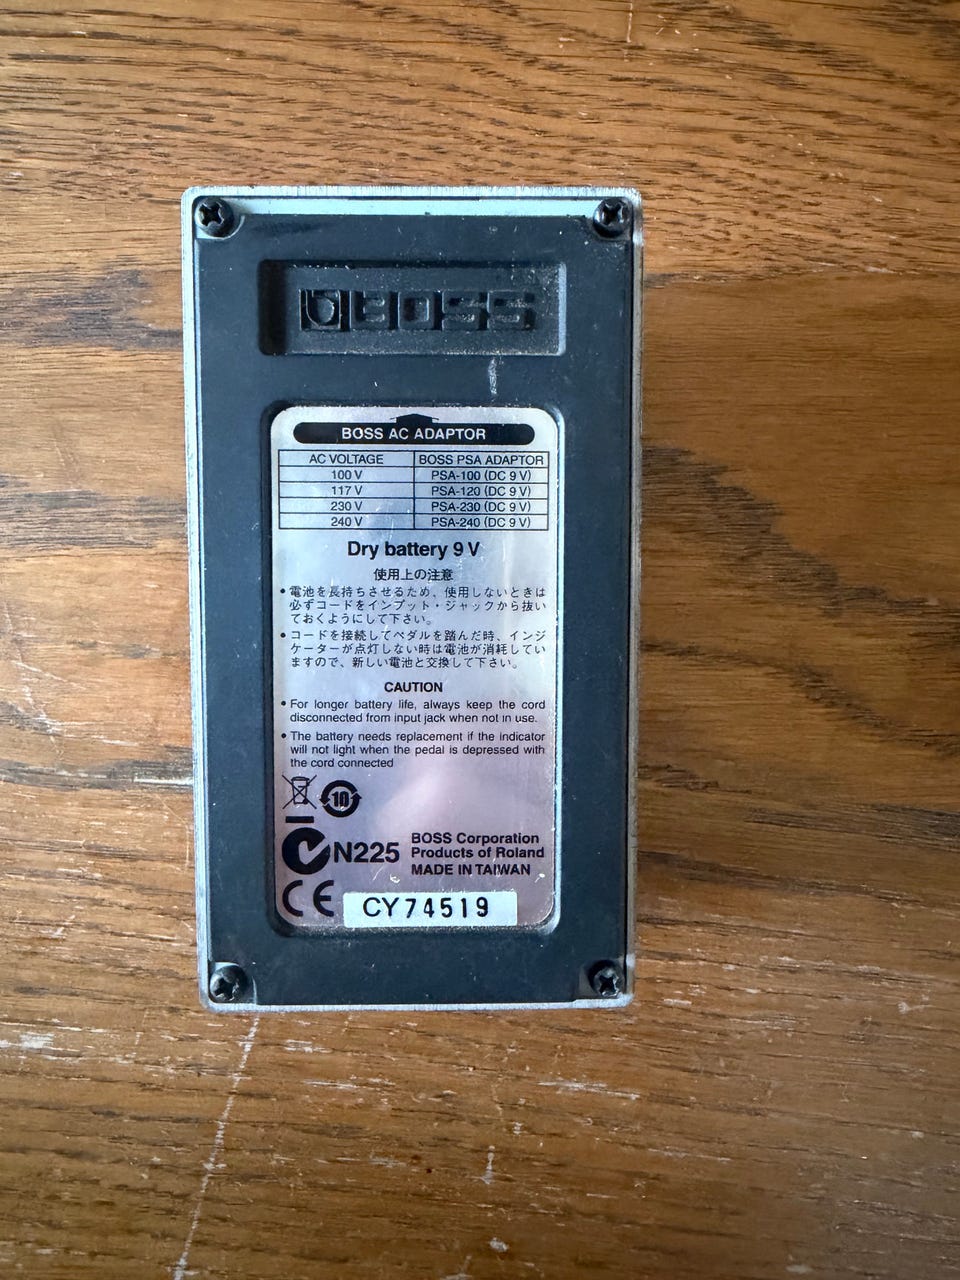 BOSS
BOSS AC ADAPTOR
AC VOLTAGE BOSS PSA ADAPTOR
100 V PSA-100 (DC 9 V)
117 V PSA-120 (DC 9 V)
230 V PSA-230 (DC 9 V)
240 V PSA-240 (DC 9 V)
Dry battery 9 V
使用上の注意
• 電池を長持ちさせるため、使用しないときは
必ずコードをインプット・ジャックから抜い
ておくようにして下さい。
• コードを接続してペダルを踏んだ時、インジ
ケーターが点灯しない時は電池が消耗してい
ますので、新しい電池と交換して下さい。
CAUTION
• For longer battery life, always keep the cord
disconnected from input jack when not in use.
• The battery needs replacement if the indicator
will not light when the pedal is depressed with
the cord connected
10
N225
BOSS Corporation
Products of Roland
MADE IN TAIWAN
CE
CY74519